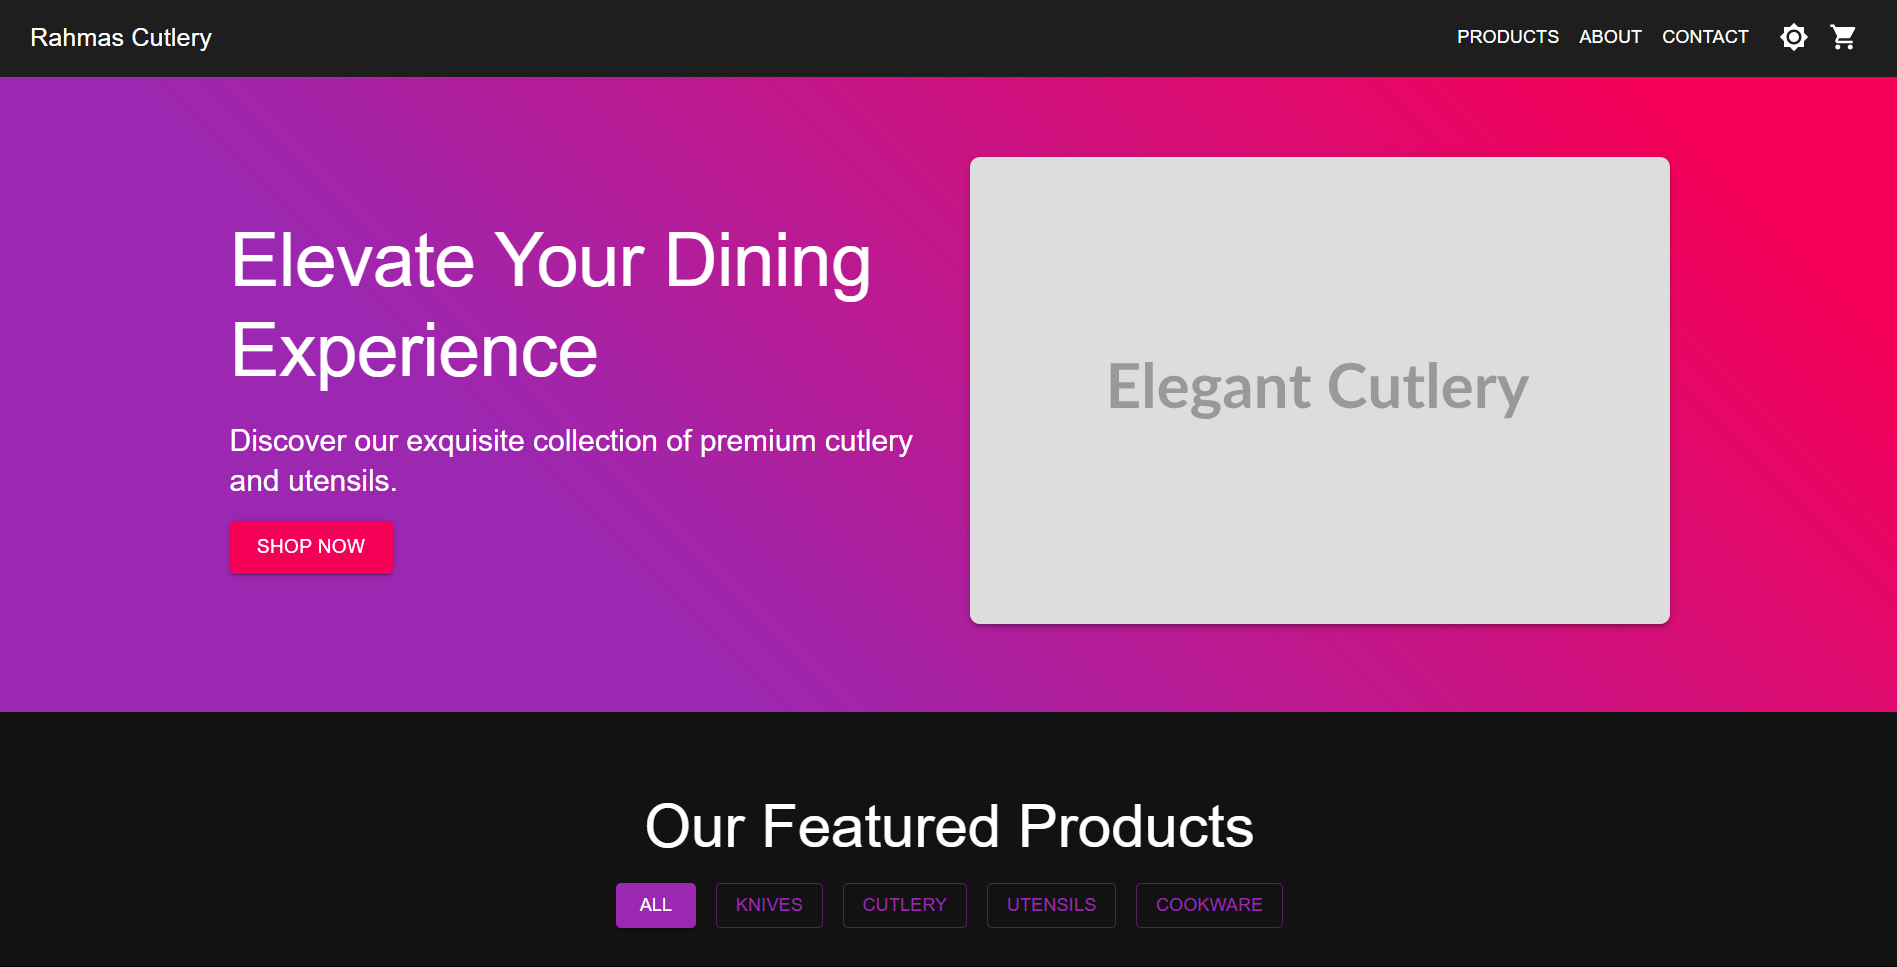 Rahmas Cutlery
PRODUCTS ABOUT CONTACT
Elevate Your Dining
Experience
Discover our exquisite collection of premium cutlery
and utensils.
SHOP NOW
Elegant Cutlery
Our Featured Products
ALL KNIVES CUTLERY UTENSILS COOKWARE